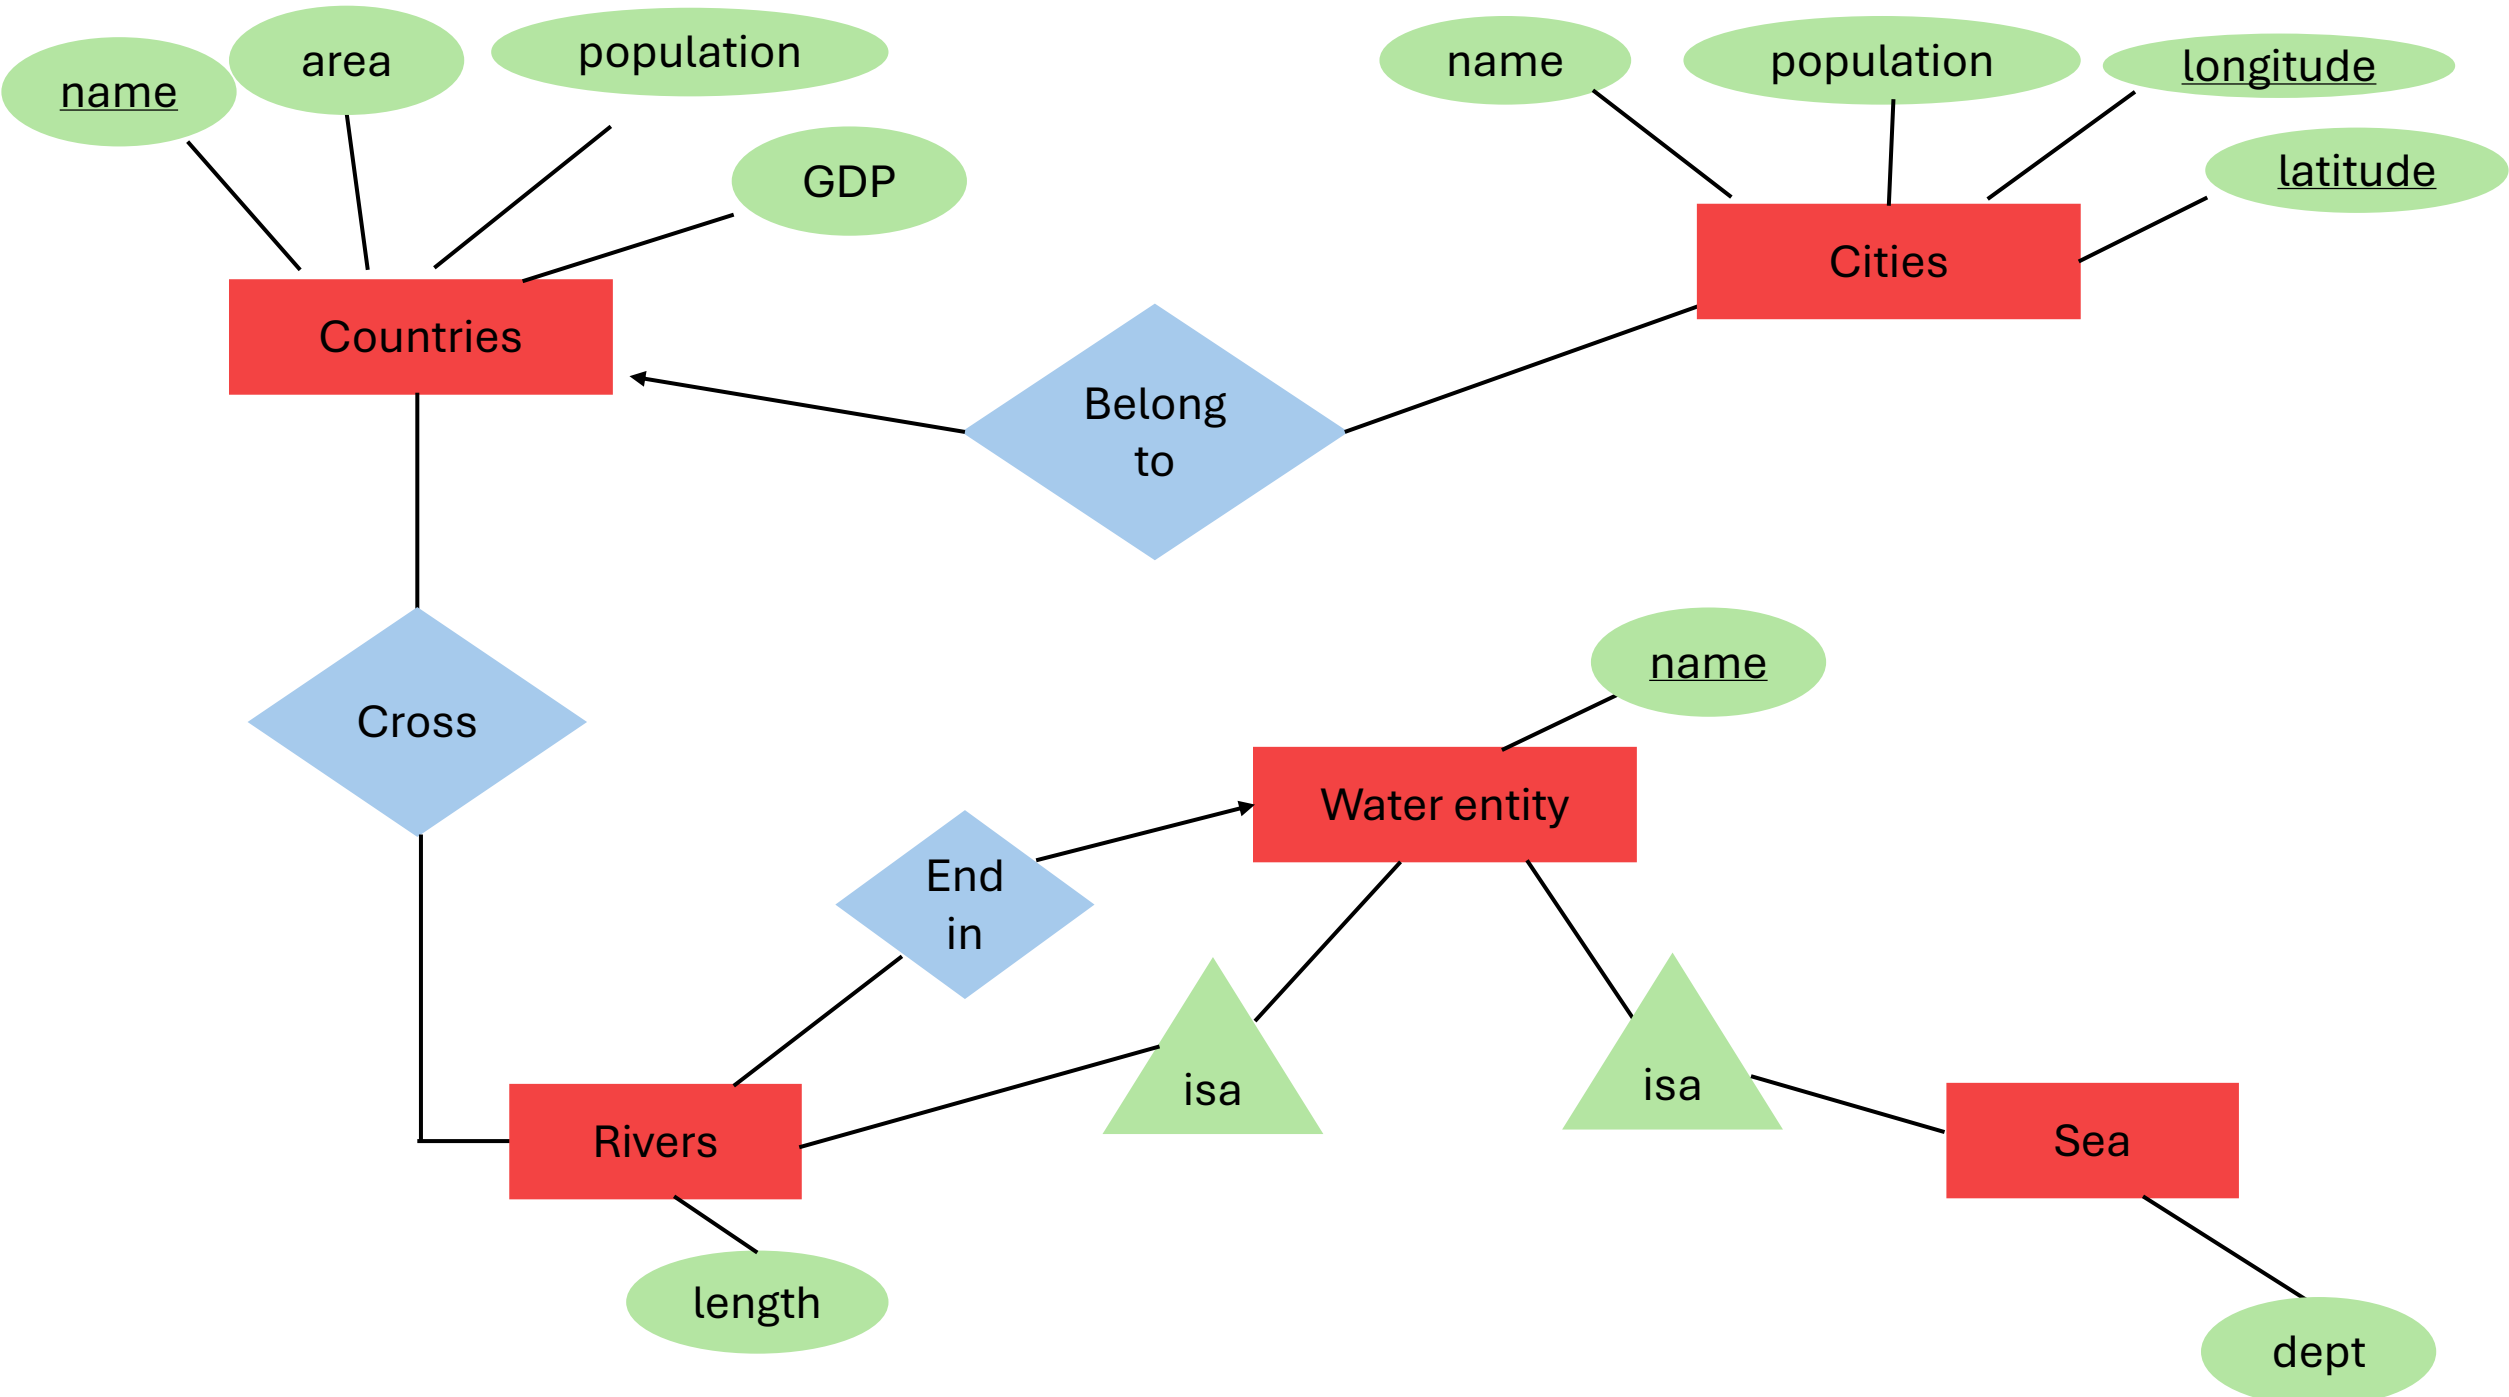 name
area
population
GDP
name
population
longitude
latitude
Countries
Cities
Belong
to
Cross
name
Water entity
End
in
isa
isa
Rivers
Sea
length
dept